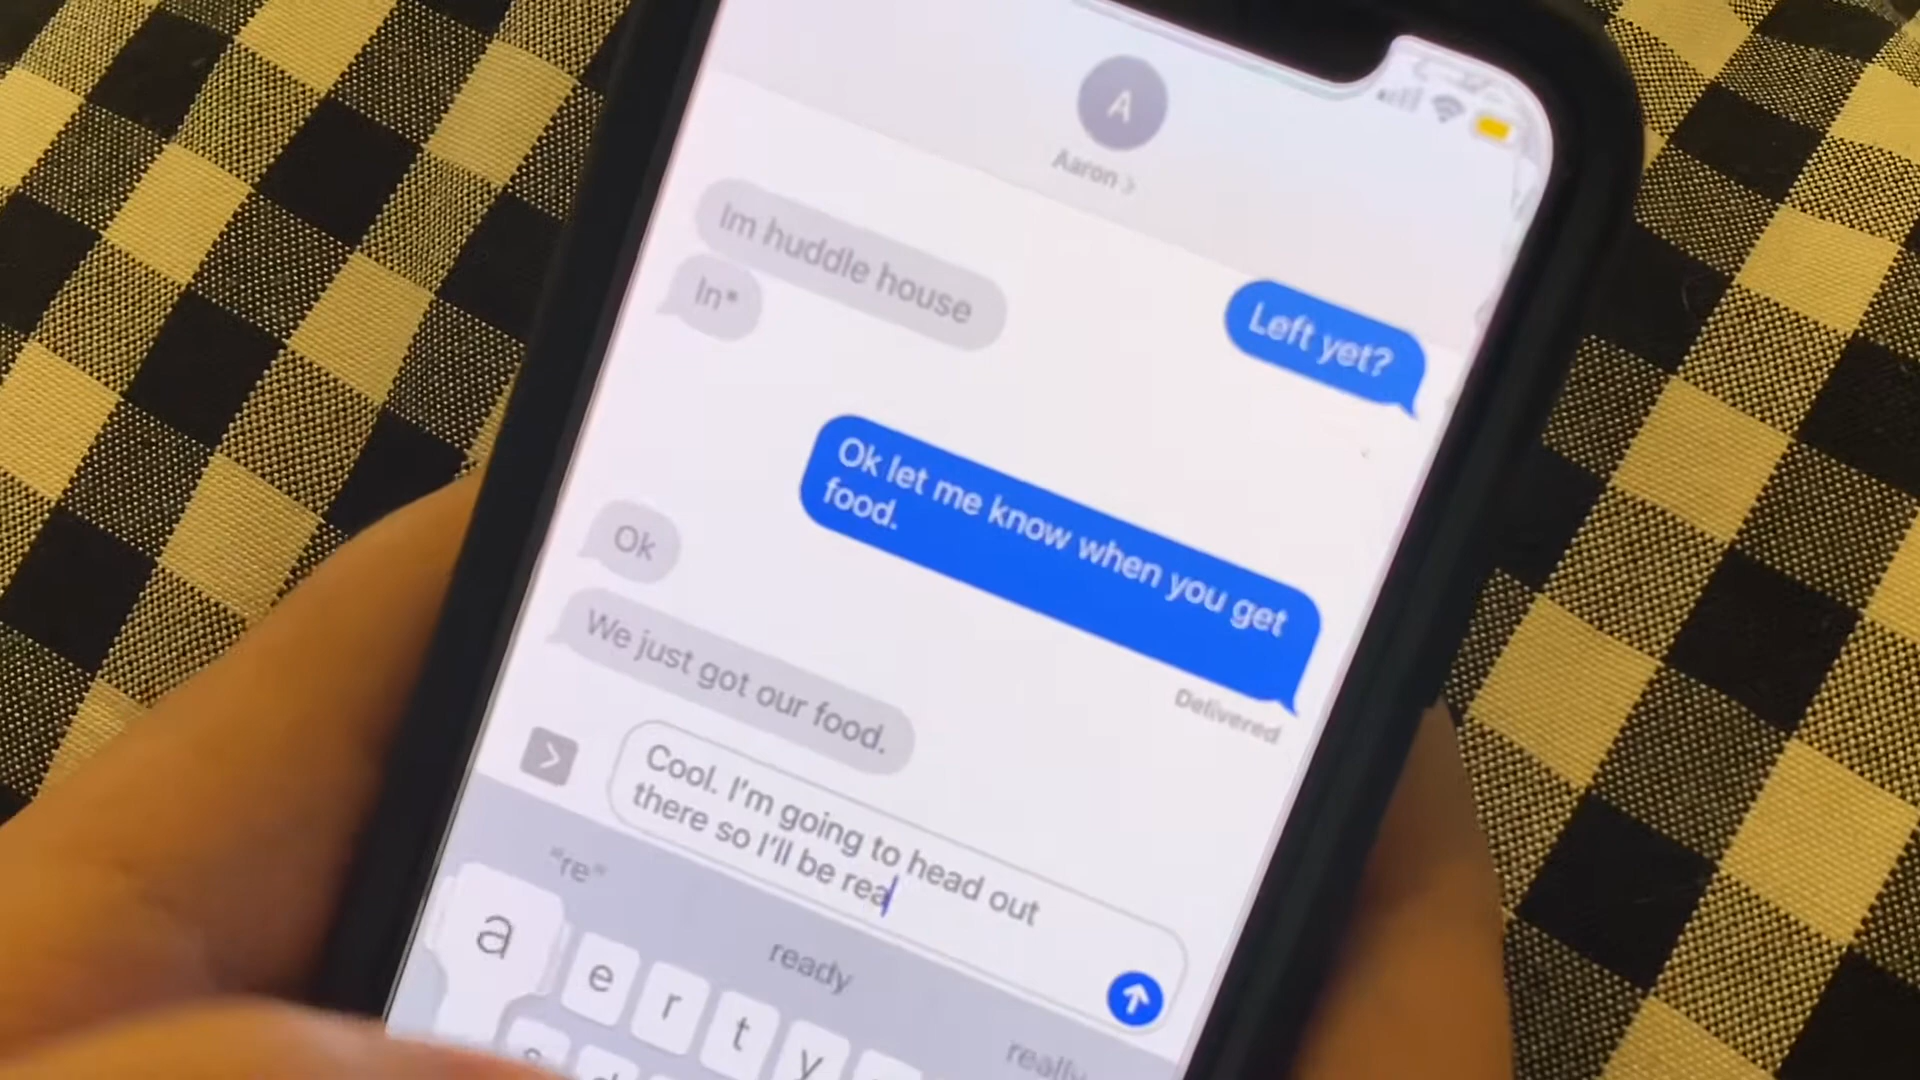 A
Aaron >
Im huddle house
In*
Left yet?
Ok let me know when you get
food.
Delivered
Ok
We just got our food.
Cool. I'm going to head out
there so I'll be rea
"re"
ready
really
a
e r t y